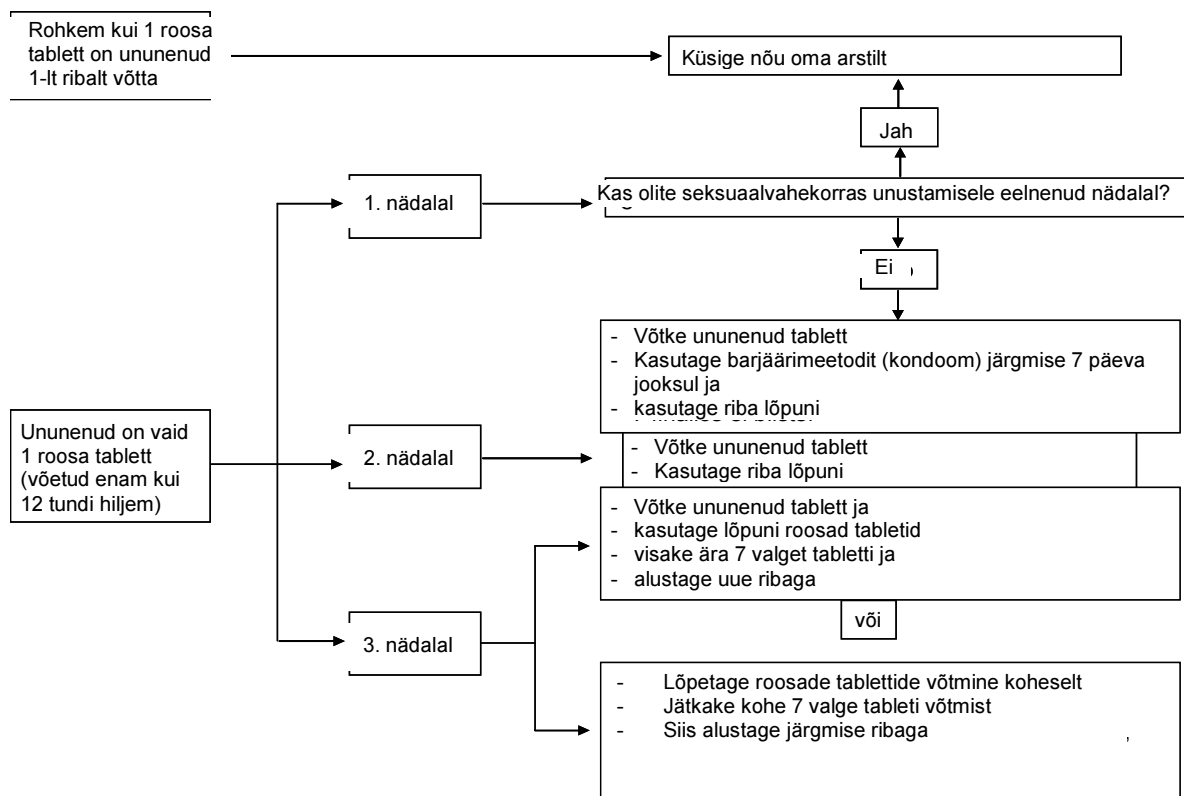 Rohkem kui 1 roosa
tablett on ununenud
1-lt ribalt võtta
Küsige nõu oma arstilt
Jah
1. nädalal
Kas olite seksuaalvahekorras unustamisele eelnenud nädalal?
Ei
- Võtke ununenud tablett
- Kasutage barjäärimeetodit (kondoom) järgmise 7 päeva
jooksul ja
- kasutage riba lõpuni
Ununenud on vaid
1 roosa tablett
(võetud enam kui
12 tundi hiljem)
2. nädalal
- Võtke ununenud tablett
- Kasutage riba lõpuni
- Võtke ununenud tablett ja
- kasutage lõpuni roosad tabletid
- visake ära 7 valget tabletti ja
- alustage uue ribaga
või
3. nädalal
- Lõpetage roosade tablettide võtmine koheselt
- Jätkake kohe 7 valge tableti võtmist
- Siis alustage järgmise ribaga